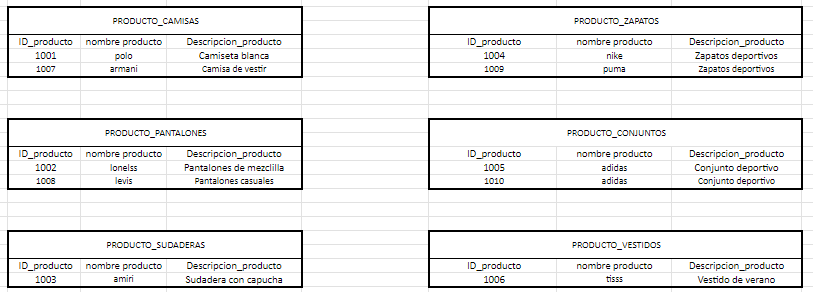 PRODUCTO_CAMISAS
ID_producto nombre producto Descripcion_producto
1001 polo Camiseta blanca
1007 armani Camisa de vestir
PRODUCTO_ZAPATOS
ID_producto nombre producto Descripcion_producto
1004 nike Zapatos deportivos
1009 puma Zapatos deportivos
PRODUCTO_PANTALONES
ID_producto nombre producto Descripcion_producto
1002 lonelss Pantalones de mezclilla
1008 levis Pantalones casuales
PRODUCTO_CONJUNTOS
ID_producto nombre producto Descripcion_producto
1005 adidas Conjunto deportivo
1010 adidas Conjunto deportivo
PRODUCTO_SUDADERAS
ID_producto nombre producto Descripcion_producto
1003 amiri Sudadera con capucha
PRODUCTO_VESTIDOS
ID_producto nombre producto Descripcion_producto
1006 tisss Vestido de verano